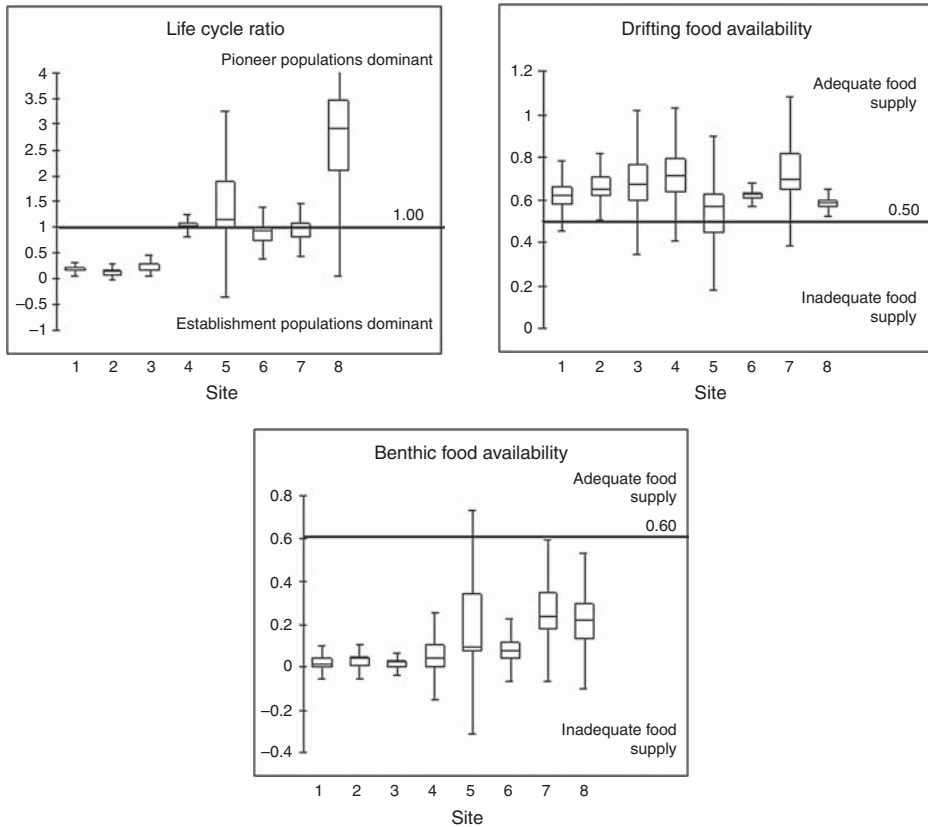 Life cycle ratio
Pioneer populations dominant
4
3.5
3
2.5
2
1.5
1
0.5
0
–0.5
–1
1.00
Establishment populations dominant
1 2 3 4 5 6 7 8
Site
Drifting food availability
1.2
1
0.8
0.6
0.4
0.2
0
Adequate food
supply
0.50
Inadequate food
supply
1 2 3 4 5 6 7 8
Site
Benthic food availability
0.8
0.6
0.4
0.2
0
–0.2
–0.4
Adequate food
supply
0.60
Inadequate food
supply
1 2 3 4 5 6 7 8
Site